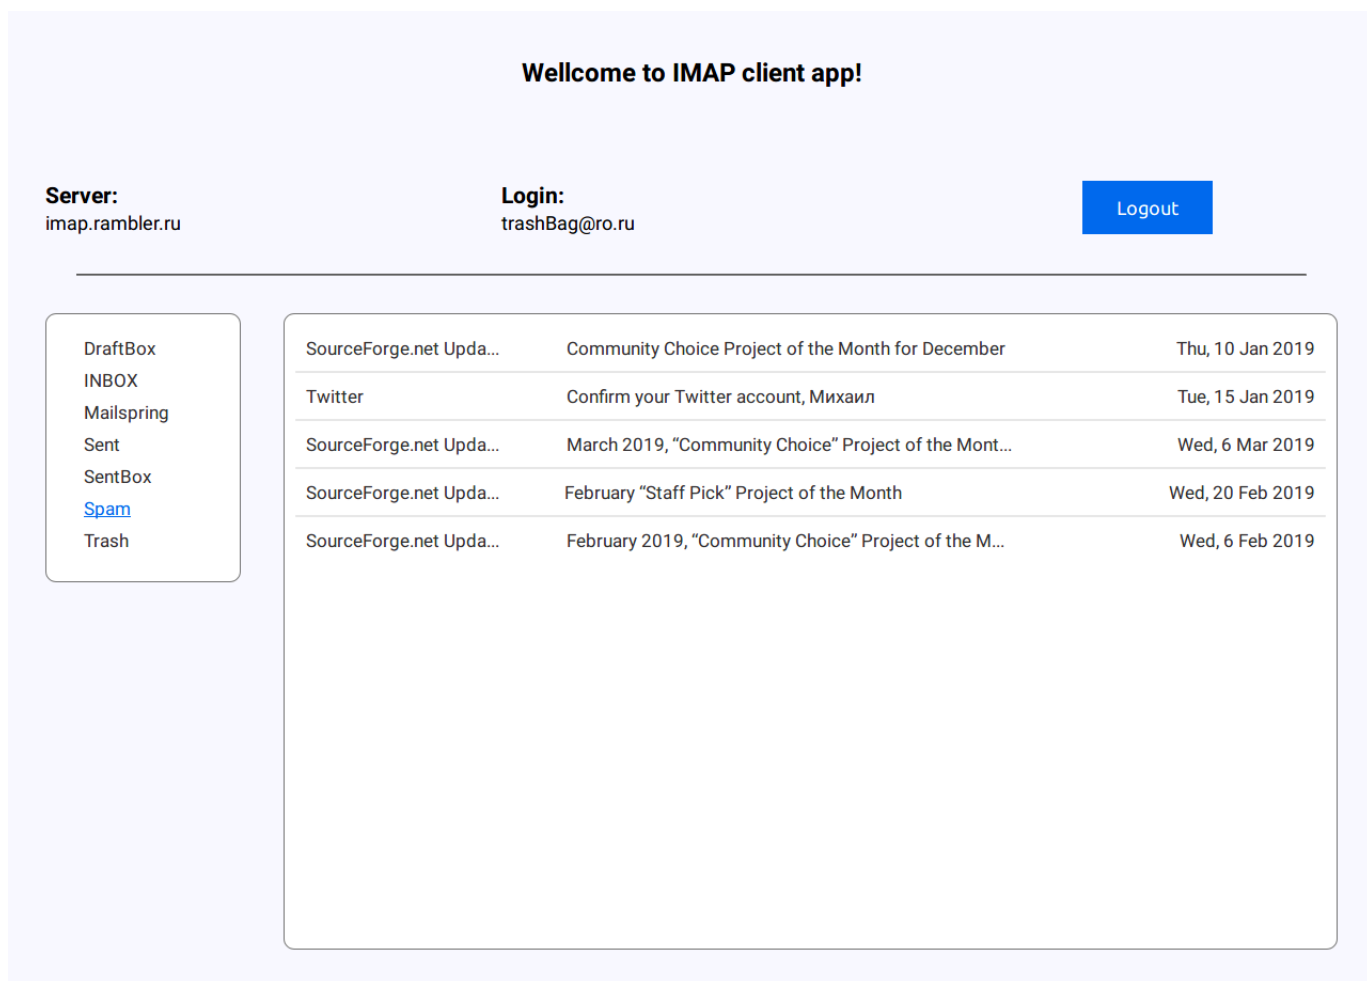 Wellcome to IMAP client app!
Server:
imap.rambler.ru
Login:
trashBag@ro.ru
Logout
DraftBox
INBOX
Mailspring
Sent
SentBox
Spam
Trash
SourceForge.net Upda... Community Choice Project of the Month for December Thu, 10 Jan 2019
Twitter Confirm your Twitter account, Михаил Tue, 15 Jan 2019
SourceForge.net Upda... March 2019, “Community Choice” Project of the Mont... Wed, 6 Mar 2019
SourceForge.net Upda... February “Staff Pick” Project of the Month Wed, 20 Feb 2019
SourceForge.net Upda... February 2019, “Community Choice” Project of the M... Wed, 6 Feb 2019